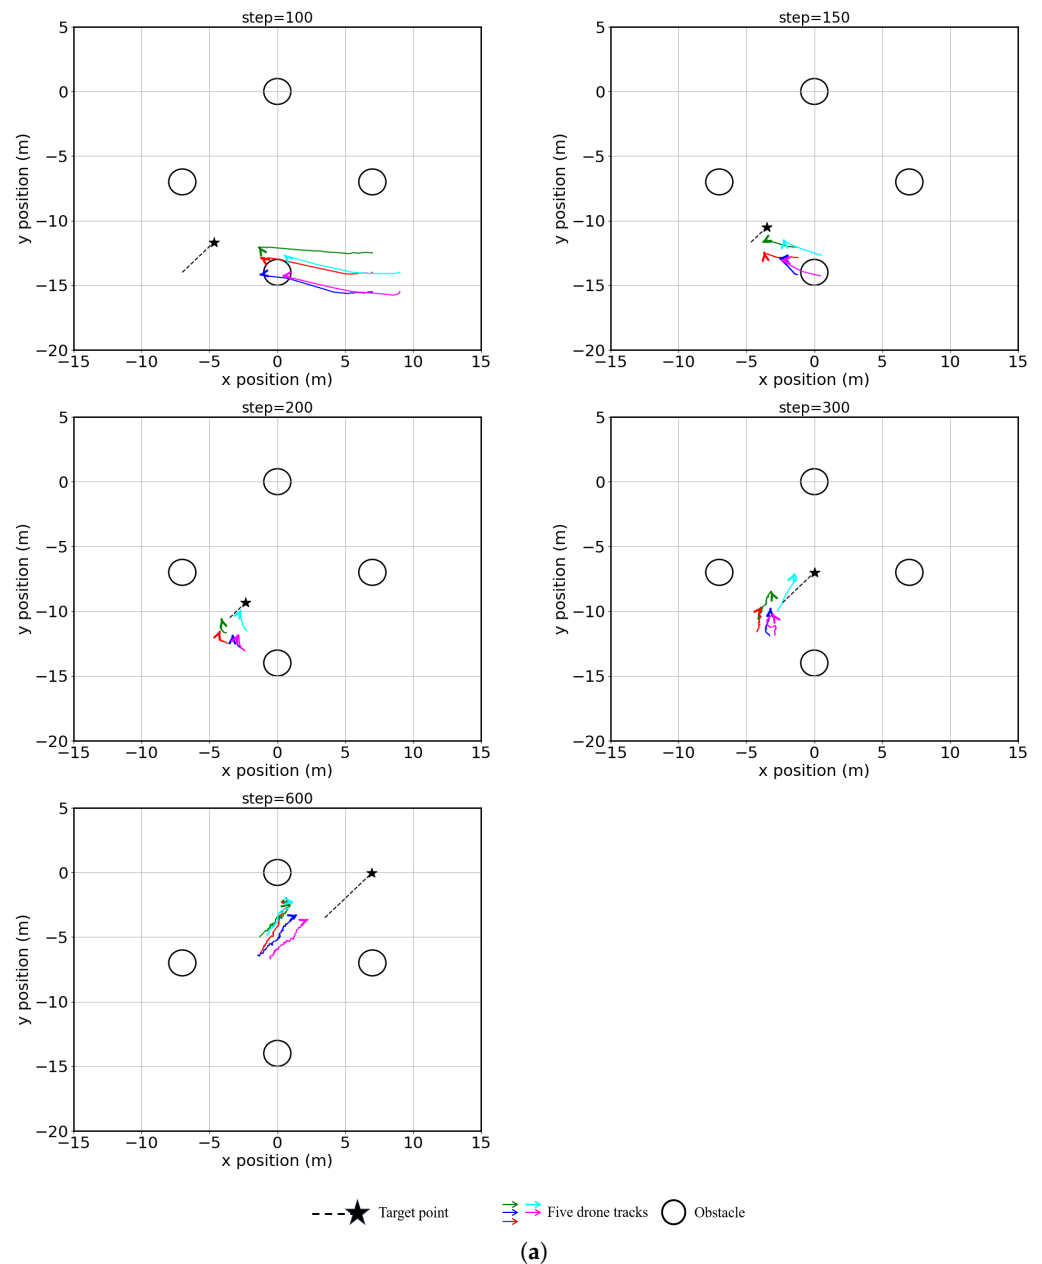 step=100
5
0
−5
−10
−15
−20
−15 −10 −5 0 5 10 15
x position (m)
y position (m)
step=150
5
0
−5
−10
−15
−20
−15 −10 −5 0 5 10 15
x position (m)
y position (m)
step=200
5
0
−5
−10
−15
−20
−15 −10 −5 0 5 10 15
x position (m)
y position (m)
step=300
5
0
−5
−10
−15
−20
−15 −10 −5 0 5 10 15
x position (m)
y position (m)
step=600
5
0
−5
−10
−15
−20
−15 −10 −5 0 5 10 15
x position (m)
y position (m)
Target point Five drone tracks Obstacle
(a)